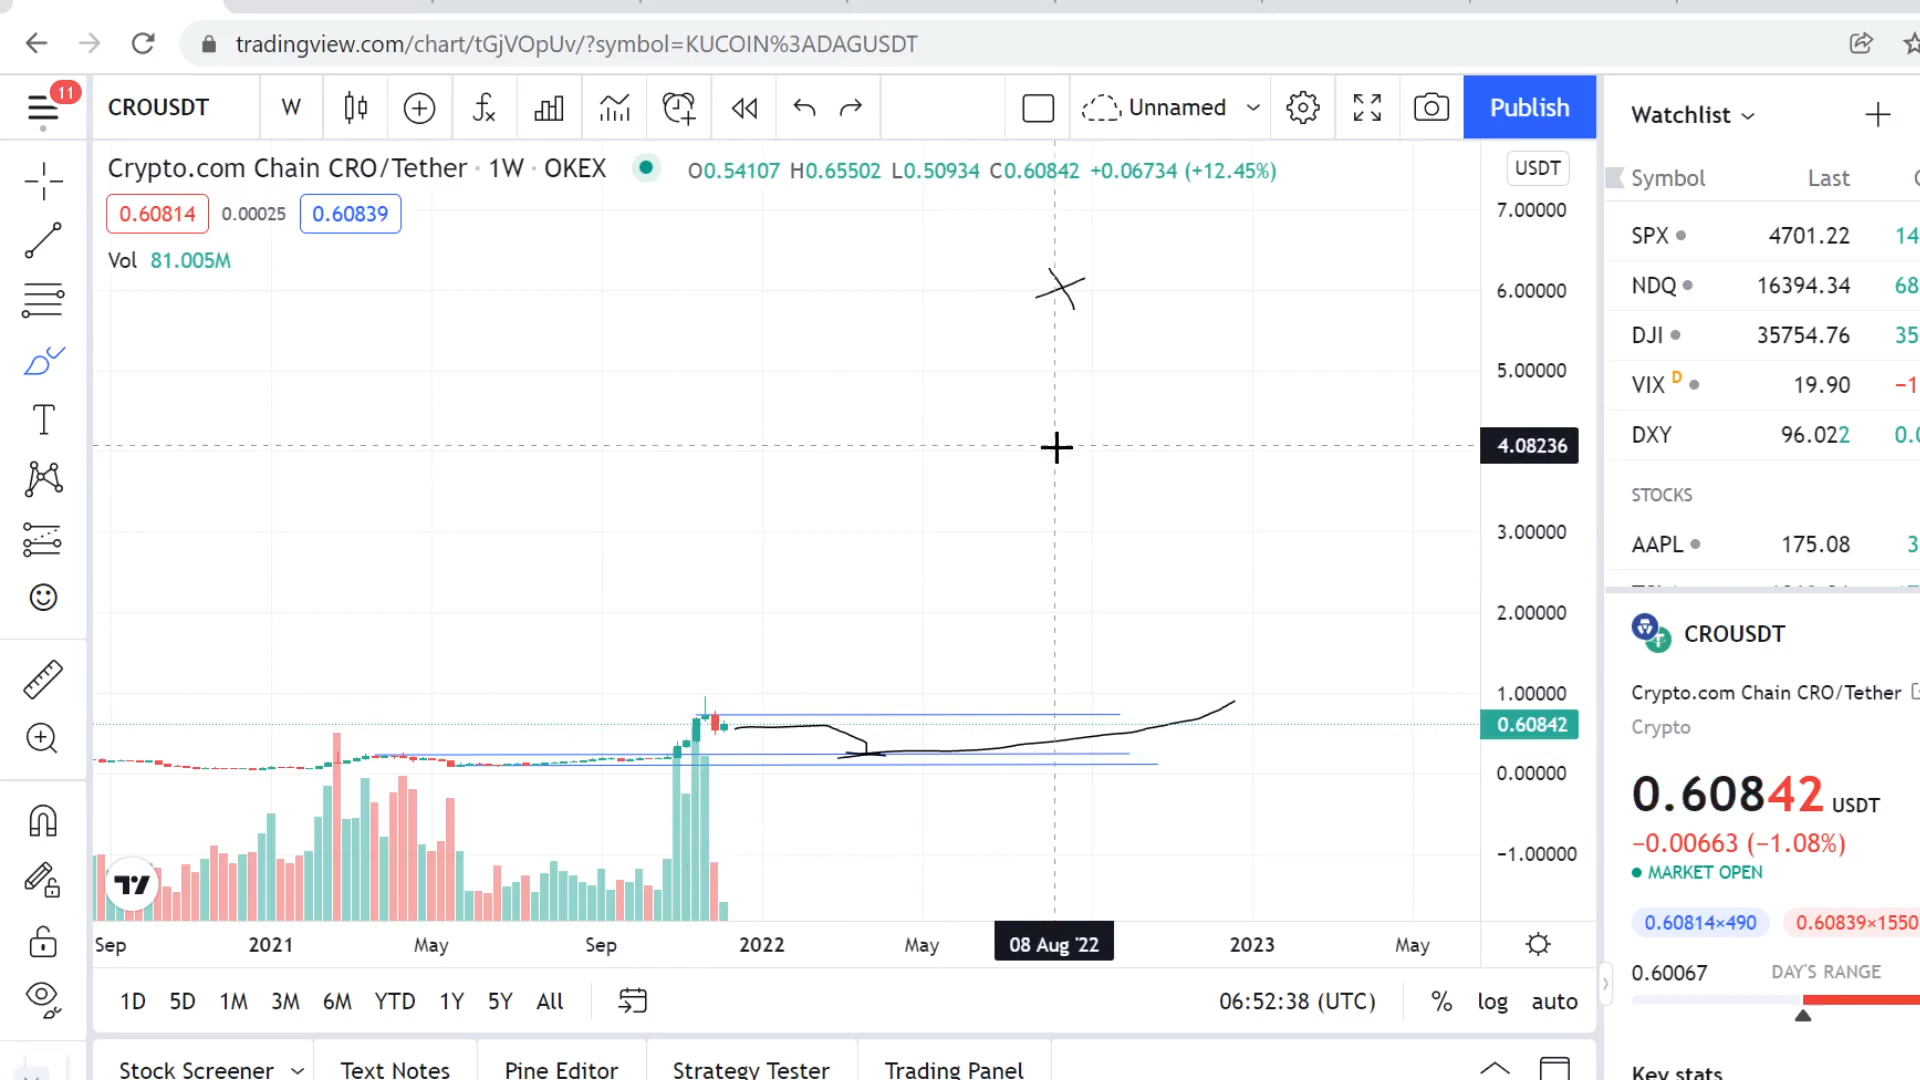 tradingview.com/chart/tGjVOpUv/?symbol=KUCOIN%3ADAGUSDT
11
CROUSDT
W
Unnamed
Publish
Watchlist
Crypto.com Chain CRO/Tether · 1W · OKEX
O0.54107 H0.65502 L0.50934 C0.60842 +0.06734 (+12.45%)
USDT
0.60814
0.00025
0.60839
Vol 81.005M
7.00000
6.00000
5.00000
4.08236
3.00000
2.00000
1.00000
0.60842
0.00000
−1.00000
Sep
2021
May
Sep
2022
May
08 Aug '22
2023
May
1D 5D 1M 3M 6M YTD 1Y 5Y All
06:52:38 (UTC)
%
log
auto
Stock Screener
Text Notes
Pine Editor
Strategy Tester
Trading Panel
Symbol Last
SPX 4701.22 14
NDQ 16394.34 68
DJI 35754.76 35
VIX D 19.90 −1
DXY 96.022 0.0
STOCKS
AAPL 175.08 3
CROUSDT
Crypto.com Chain CRO/Tether
Crypto
0.60842 USDT
−0.00663 (−1.08%)
MARKET OPEN
0.60814×490
0.60839×1550
0.60067
DAY'S RANGE
Key stats